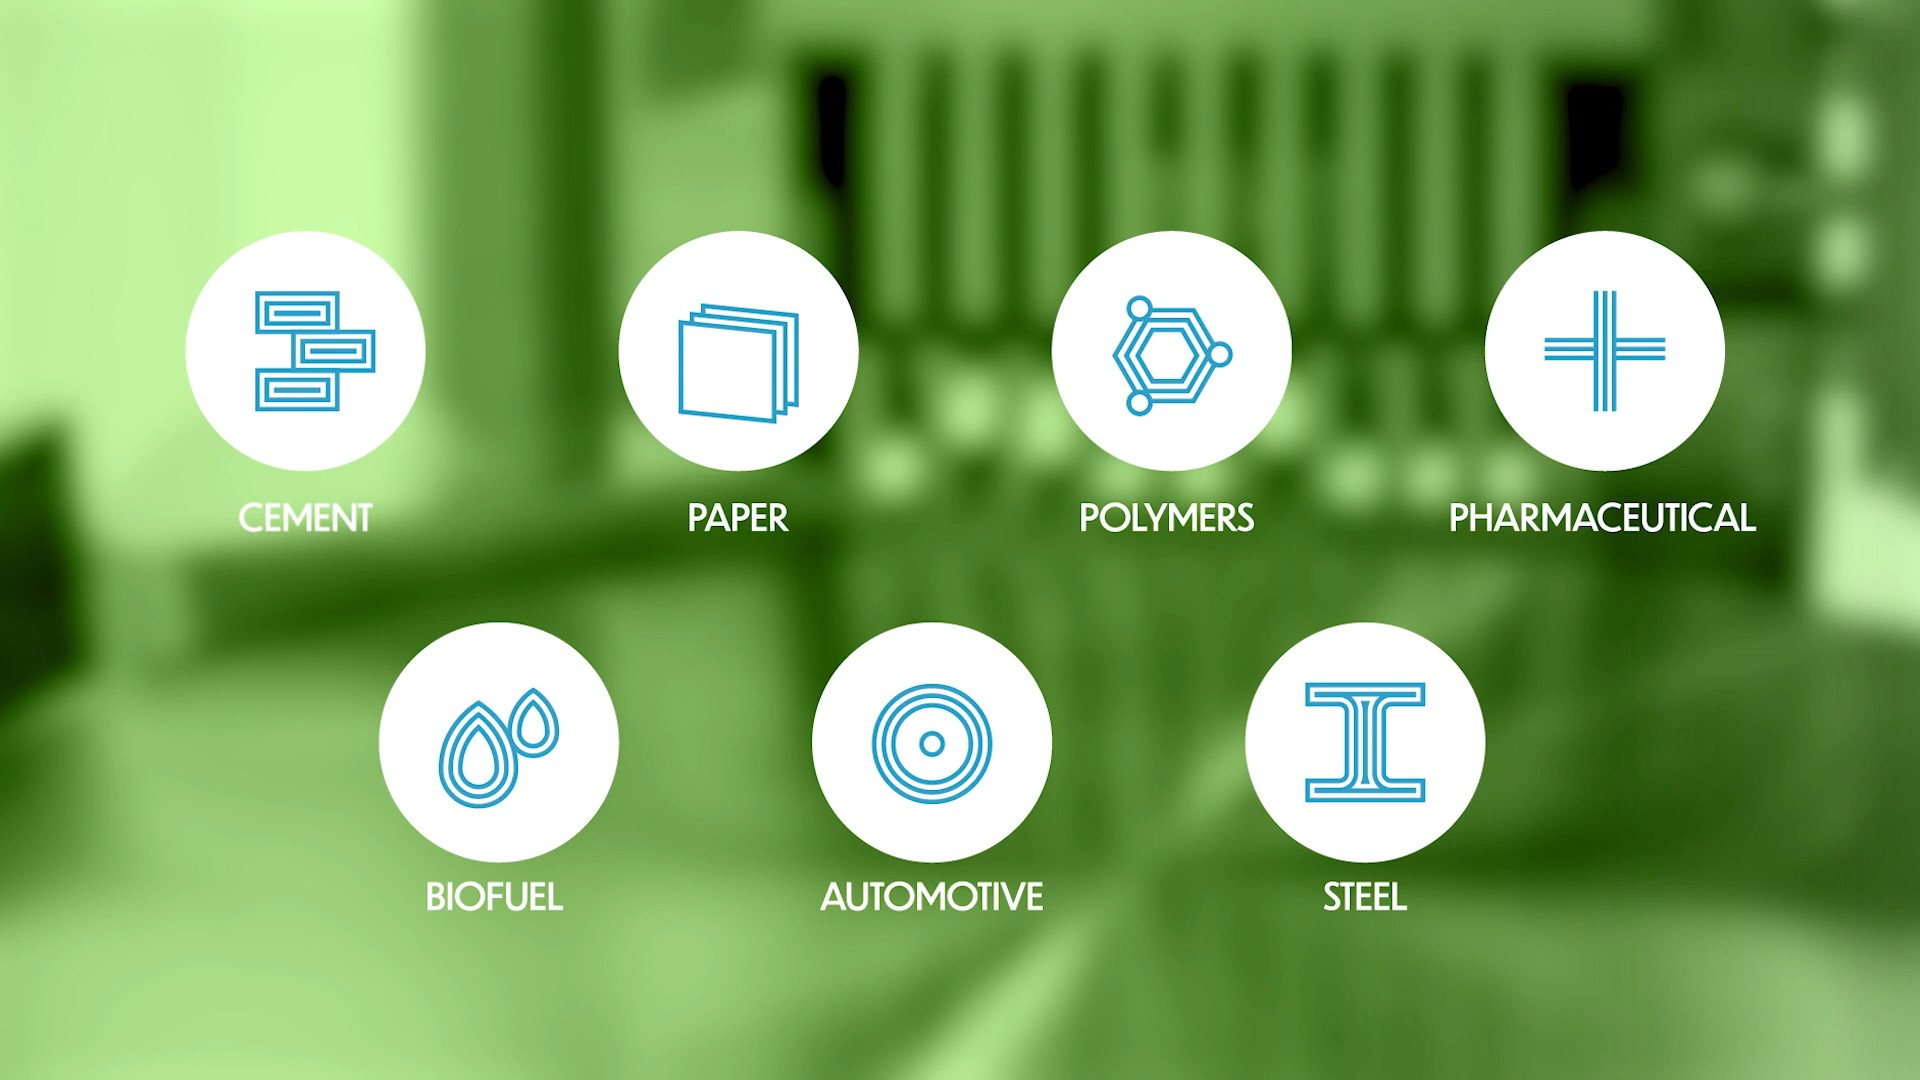 CEMENT
PAPER
POLYMERS
PHARMACEUTICAL
BIOFUEL
AUTOMOTIVE
STEEL